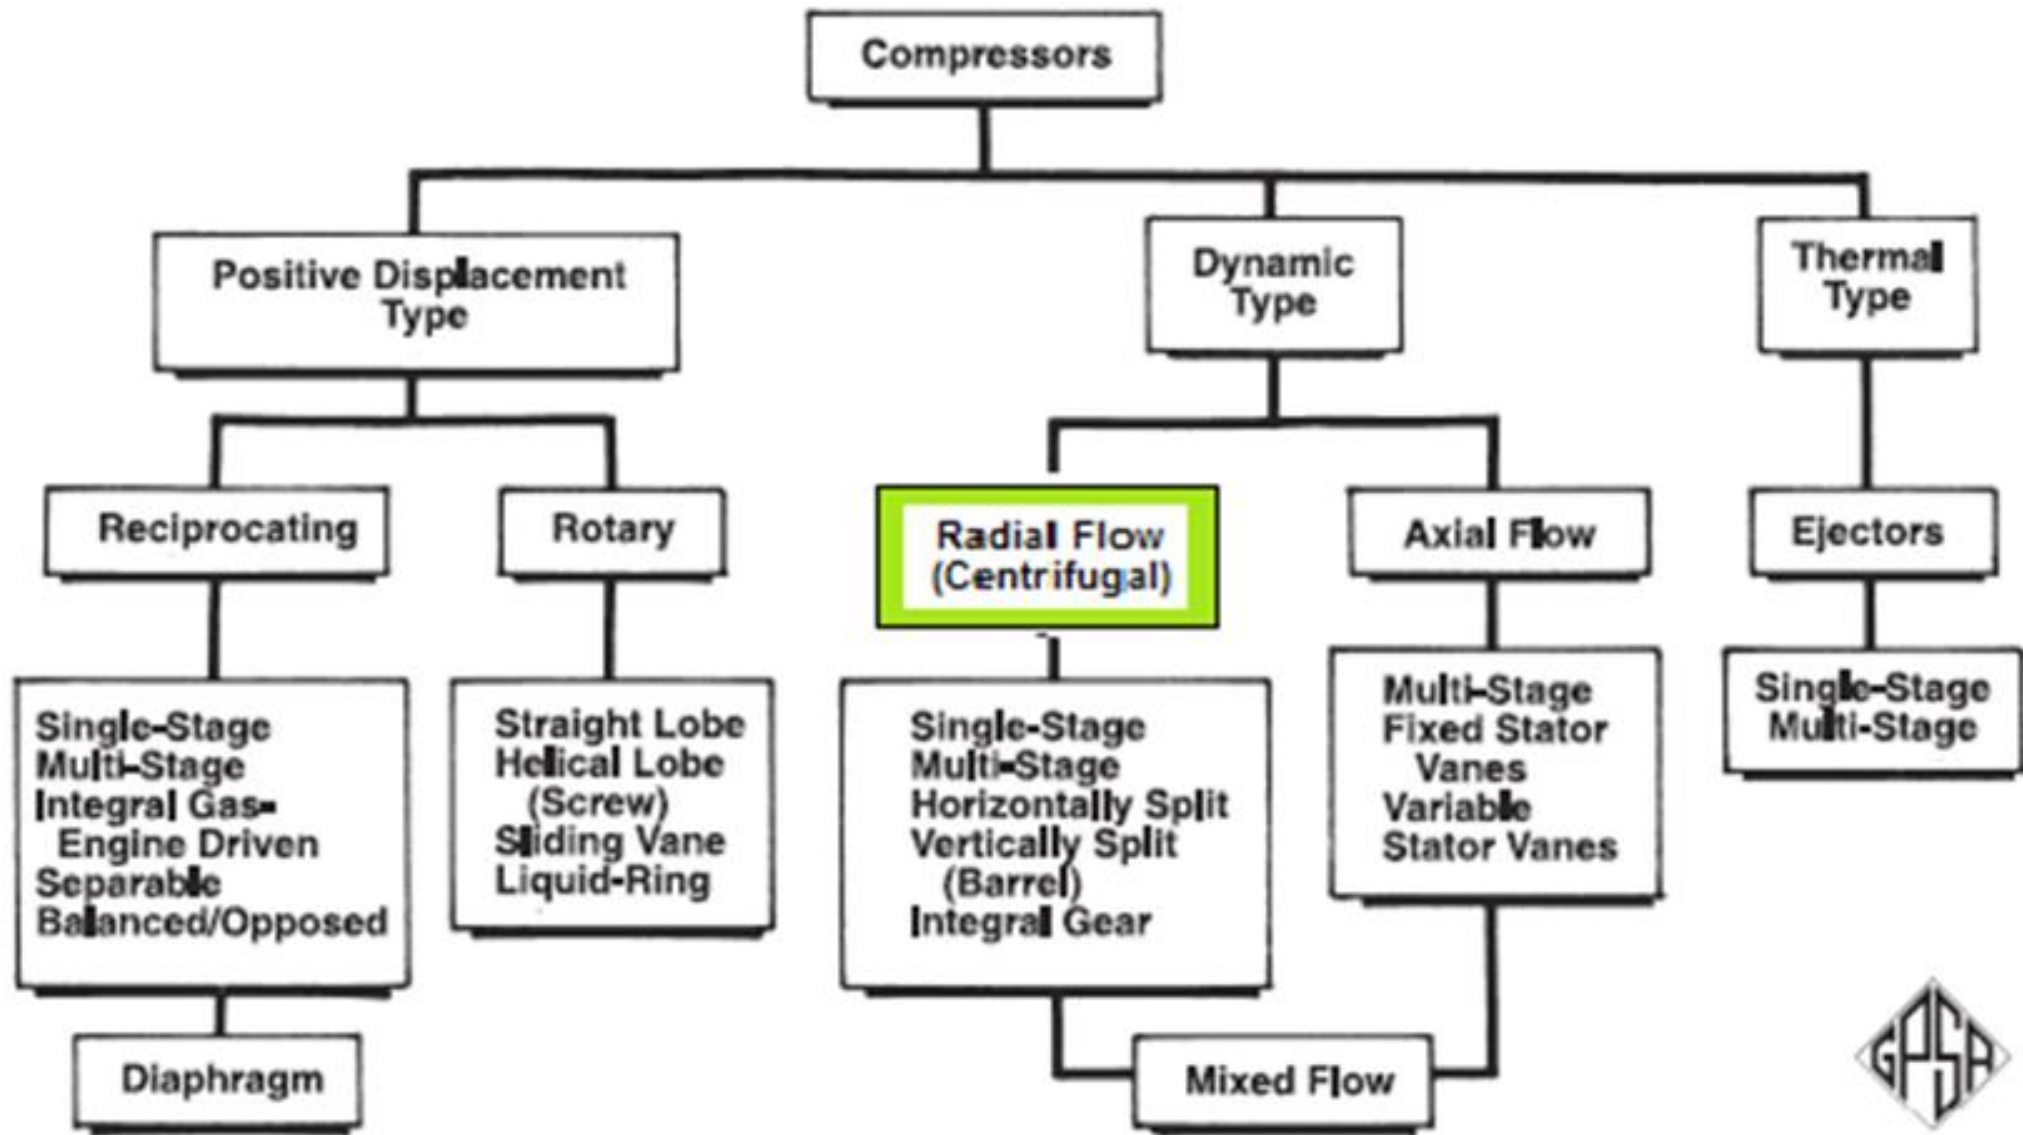 Compressors
Positive Displacement
Type
Dynamic
Type
Thermal
Type
Reciprocating
Rotary
Radial Flow
(Centrifugal)
Axial Flow
Ejectors
Single-Stage
Multi-Stage
Integral Gas-
Engine Driven
Separable
Balanced/Opposed
Straight Lobe
Helical Lobe
(Screw)
Sliding Vane
Liquid-Ring
Single-Stage
Multi-Stage
Horizontally Split
Vertically Split
(Barrel)
Integral Gear
Multi-Stage
Fixed Stator
Vanes
Variable
Stator Vanes
Single-Stage
Multi-Stage
Diaphragm
Mixed Flow
GPSA